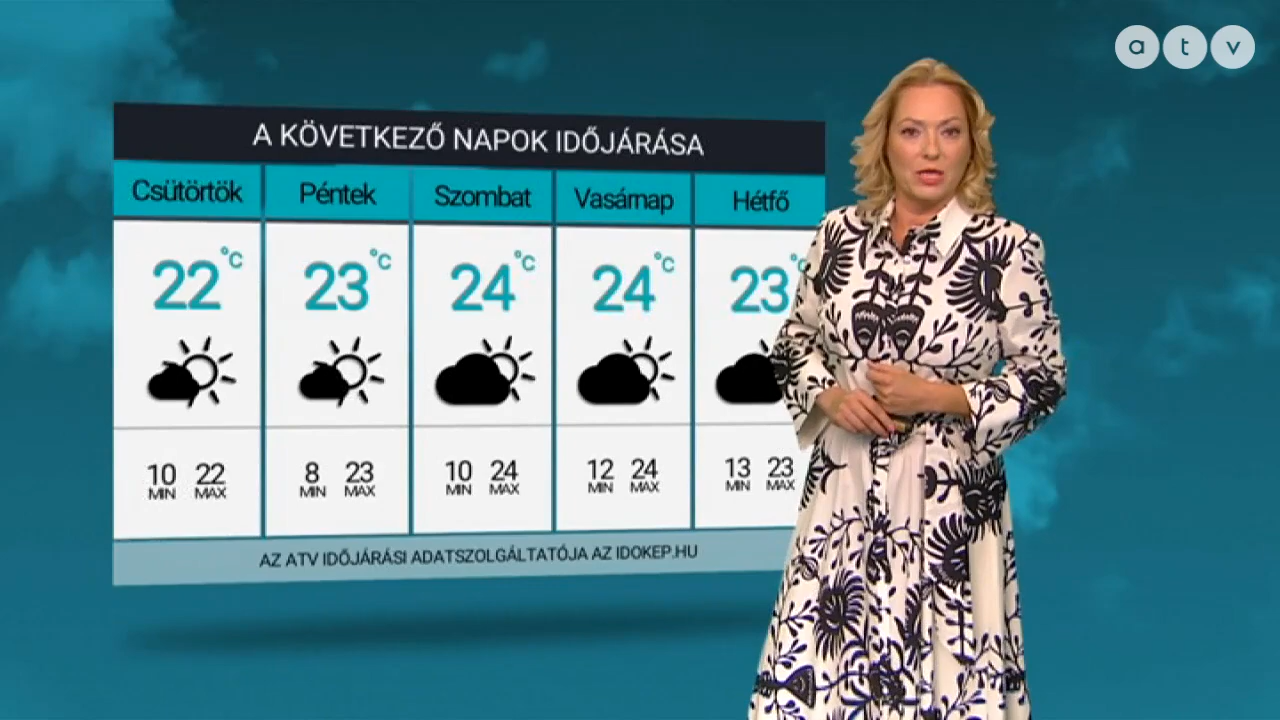 a t v
A KÖVETKEZŐ NAPOK IDŐJÁRÁSA
Csütörtök Péntek Szombat Vasárnap Hétfő
22 °C 23 °C 24 °C 24 °C 23 °C
10 22 8 23 10 24 12 24 13 23
MIN MAX MIN MAX MIN MAX MIN MAX MIN MAX
AZ ATV IDŐJÁRÁSI ADATSZOLGÁLTATÓJA AZ IDOKEP.HU